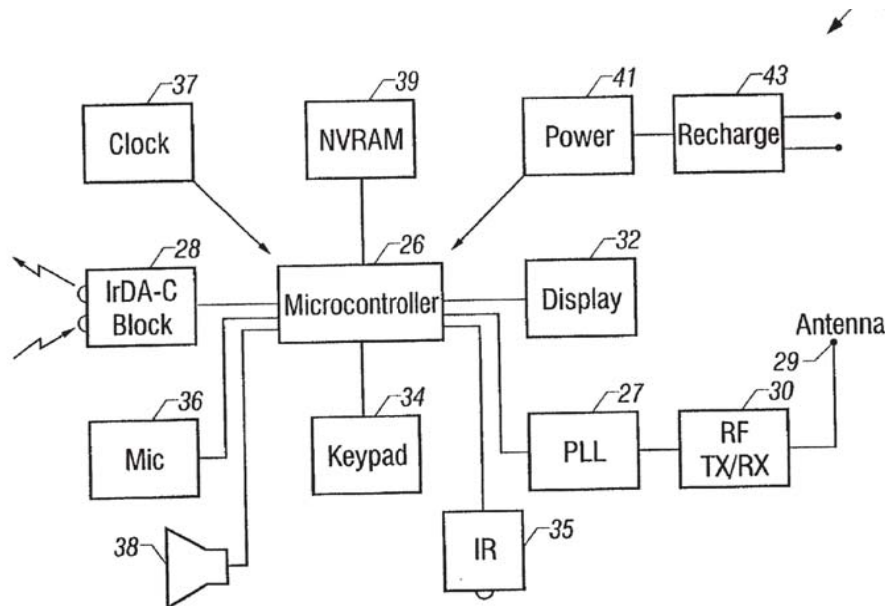 37
Clock
39
NVRAM
41
Power
43
Recharge
28
IrDA-C
Block
26
Microcontroller
32
Display
Antenna
29
36
Mic
34
Keypad
27
PLL
30
RF
TX/RX
38
IR
35